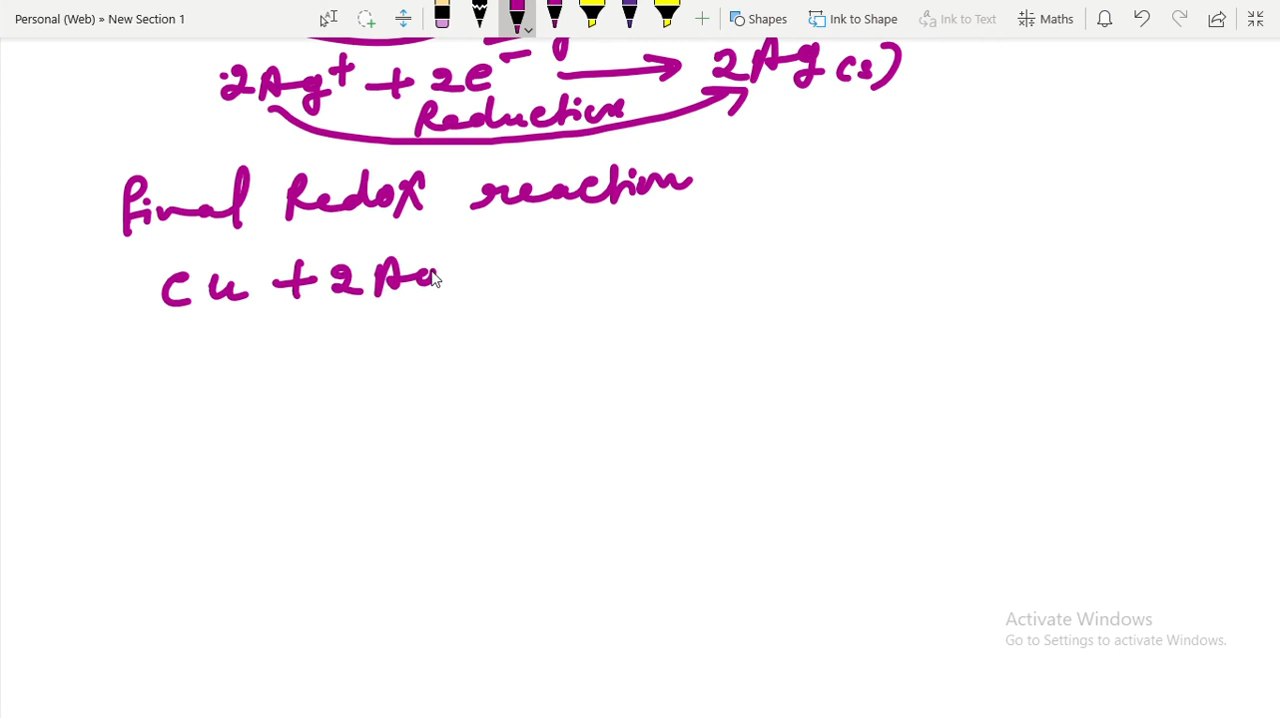 Personal (Web) » New Section 1
Shapes
Ink to Shape
Ink to Text
Maths
2Ag⁺ + 2e⁻ → 2Ag (s)
Reduction
Final Redox reaction
Cu + 2Ag
Activate Windows
Go to Settings to activate Windows.